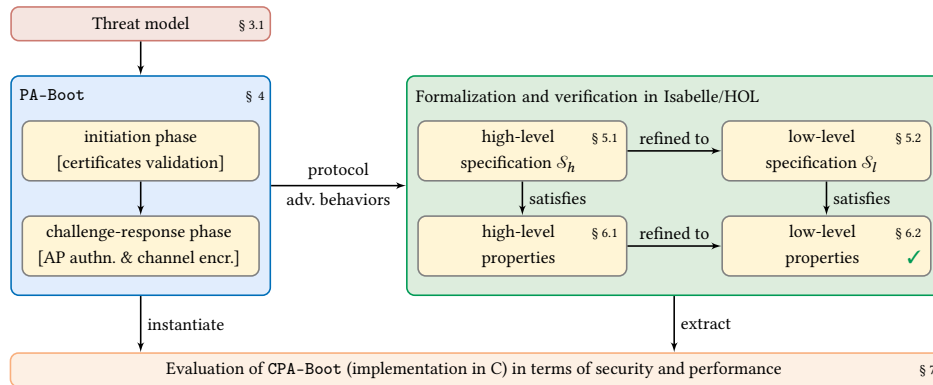 Threat model § 3.1
PA-Boot § 4
initiation phase
[certificates validation]
challenge-response phase
[AP authn. & channel encr.]
protocol
adv. behaviors
Formalization and verification in Isabelle/HOL
high-level § 5.1
specification 𝒮h
refined to
low-level § 5.2
specification 𝒮l
satisfies
satisfies
high-level § 6.1
properties
refined to
low-level § 6.2
properties ✓
instantiate
extract
Evaluation of CPA-Boot (implementation in C) in terms of security and performance § 7